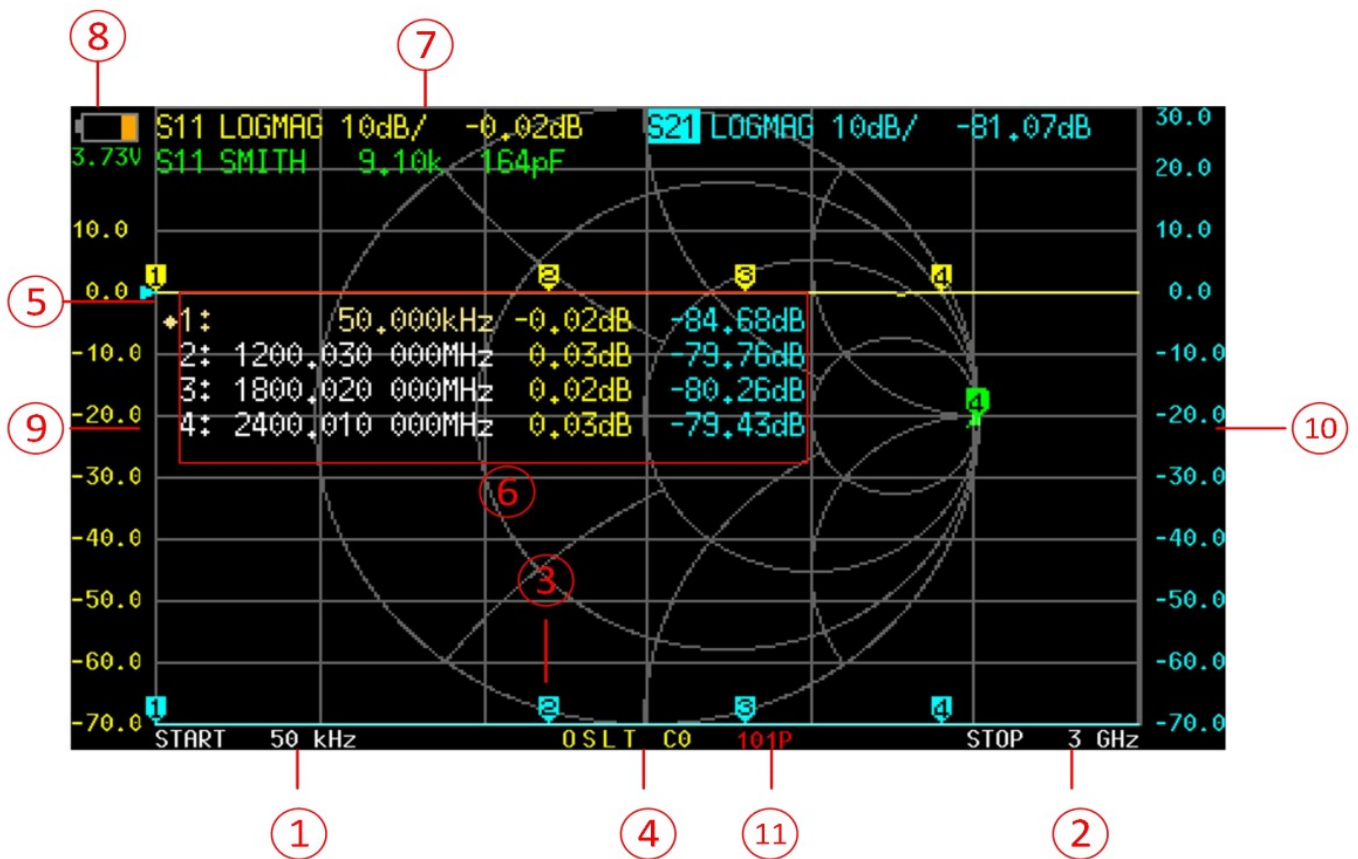 ⑧
⑦
S11 LOGMAG 10dB/ -0.02dB S21 LOGMAG 10dB/ -81.07dB 30.0
3.73V S11 SMITH 9.10k 164pF 20.0
10.0 10.0
1 2 3 4
⑤ 0.0 0.0
1: 50.000kHz -0.02dB -84.68dB
-10.0 2: 1200.030 000MHz 0.03dB -79.76dB -10.0
3: 1800.020 000MHz 0.02dB -80.26dB
4
⑨ -20.0 4: 2400.010 000MHz 0.03dB -79.43dB -20.0 ⑩
-30.0 -30.0
⑥
-40.0 -40.0
③
-50.0 -50.0
-60.0 -60.0
1 2 3 4
-70.0 -70.0
START 50 kHz OSLT C0 101P STOP 3 GHz
① ④ ⑪ ②